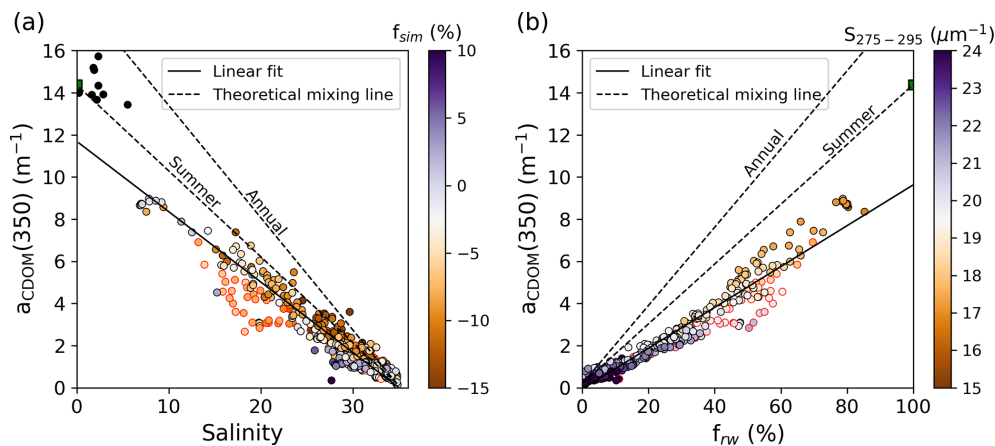 (a)
f_sim (%)
Linear fit
Theoretical mixing line
Summer
Annual
16
14
12
10
8
6
4
2
0
a_CDOM(350) (m⁻¹)
0
10
20
30
Salinity
10
5
0
−5
−10
−15
(b)
S_275−295 (μm⁻¹)
Linear fit
Theoretical mixing line
Annual
Summer
16
14
12
10
8
6
4
2
0
a_CDOM(350) (m⁻¹)
0
20
40
60
80
100
f_rw (%)
24
23
22
21
20
19
18
17
16
15